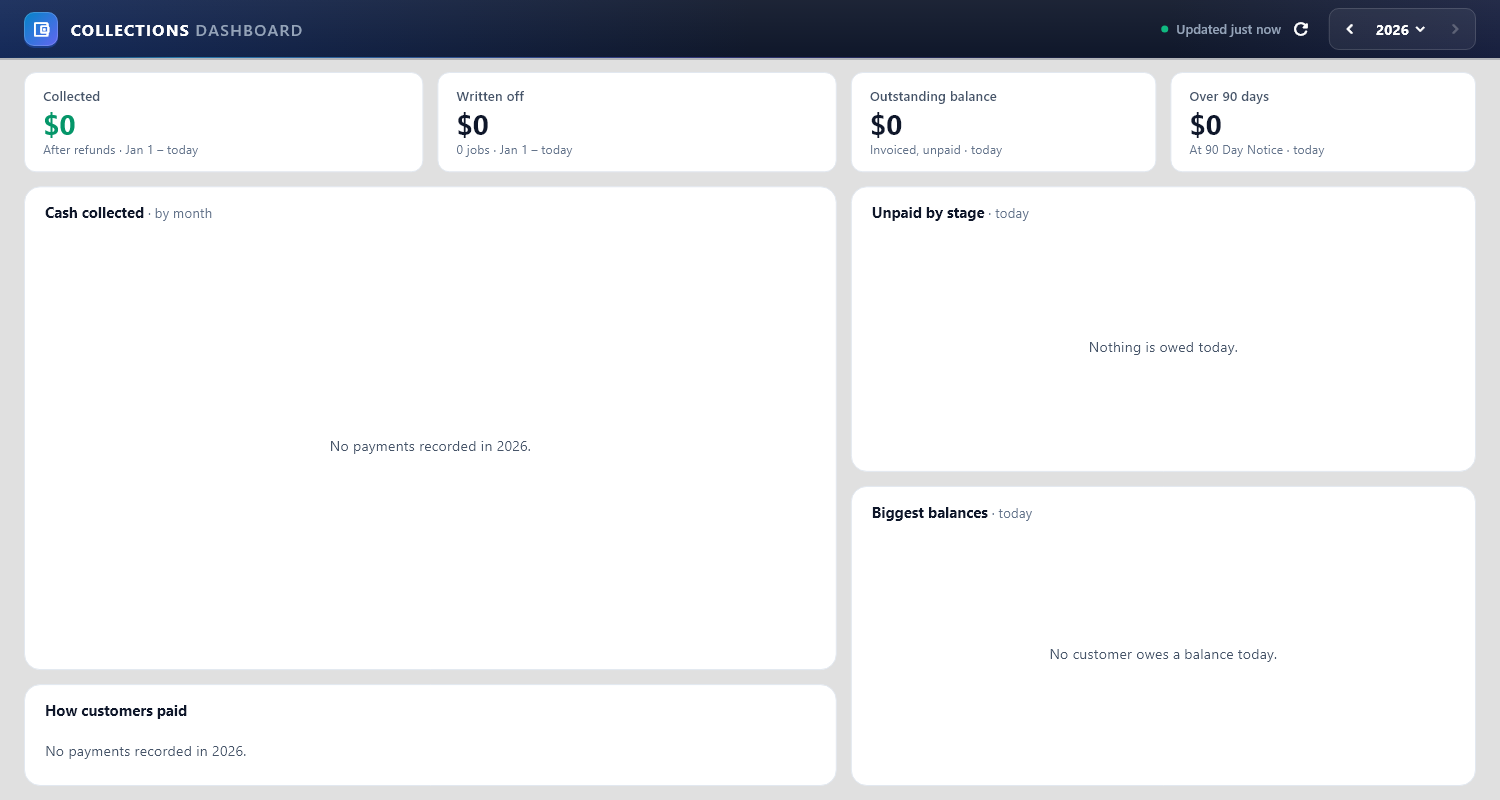 COLLECTIONS DASHBOARD
Updated just now
2026
Collected
$0
After refunds · Jan 1 – today
Written off
$0
0 jobs · Jan 1 – today
Outstanding balance
$0
Invoiced, unpaid · today
Over 90 days
$0
At 90 Day Notice · today
Cash collected · by month
No payments recorded in 2026.
Unpaid by stage · today
Nothing is owed today.
Biggest balances · today
No customer owes a balance today.
How customers paid
No payments recorded in 2026.